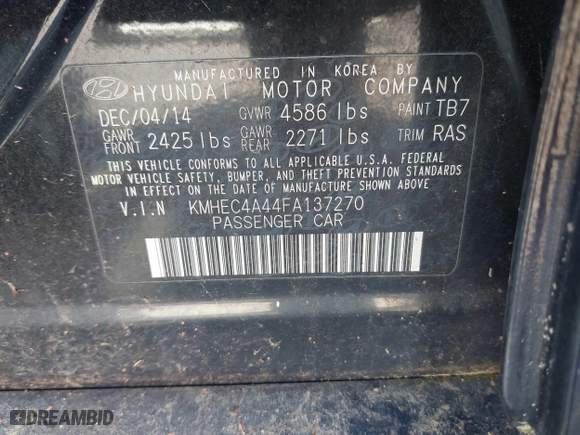 MANUFACTURED IN KOREA BY
HYUNDAI MOTOR COMPANY
DEC/04/14 GVWR 4586 lbs PAINT TB7
GAWR FRONT 2425 lbs GAWR REAR 2271 lbs TRIM RAS
THIS VEHICLE CONFORMS TO ALL APPLICABLE U.S.A. FEDERAL
MOTOR VEHICLE SAFETY, BUMPER, AND THEFT PREVENTION STANDARDS
IN EFFECT ON THE DATE OF MANUFACTURE SHOWN ABOVE.
V.I.N KMHEC4A44FA137270
PASSENGER CAR
DREAMBID